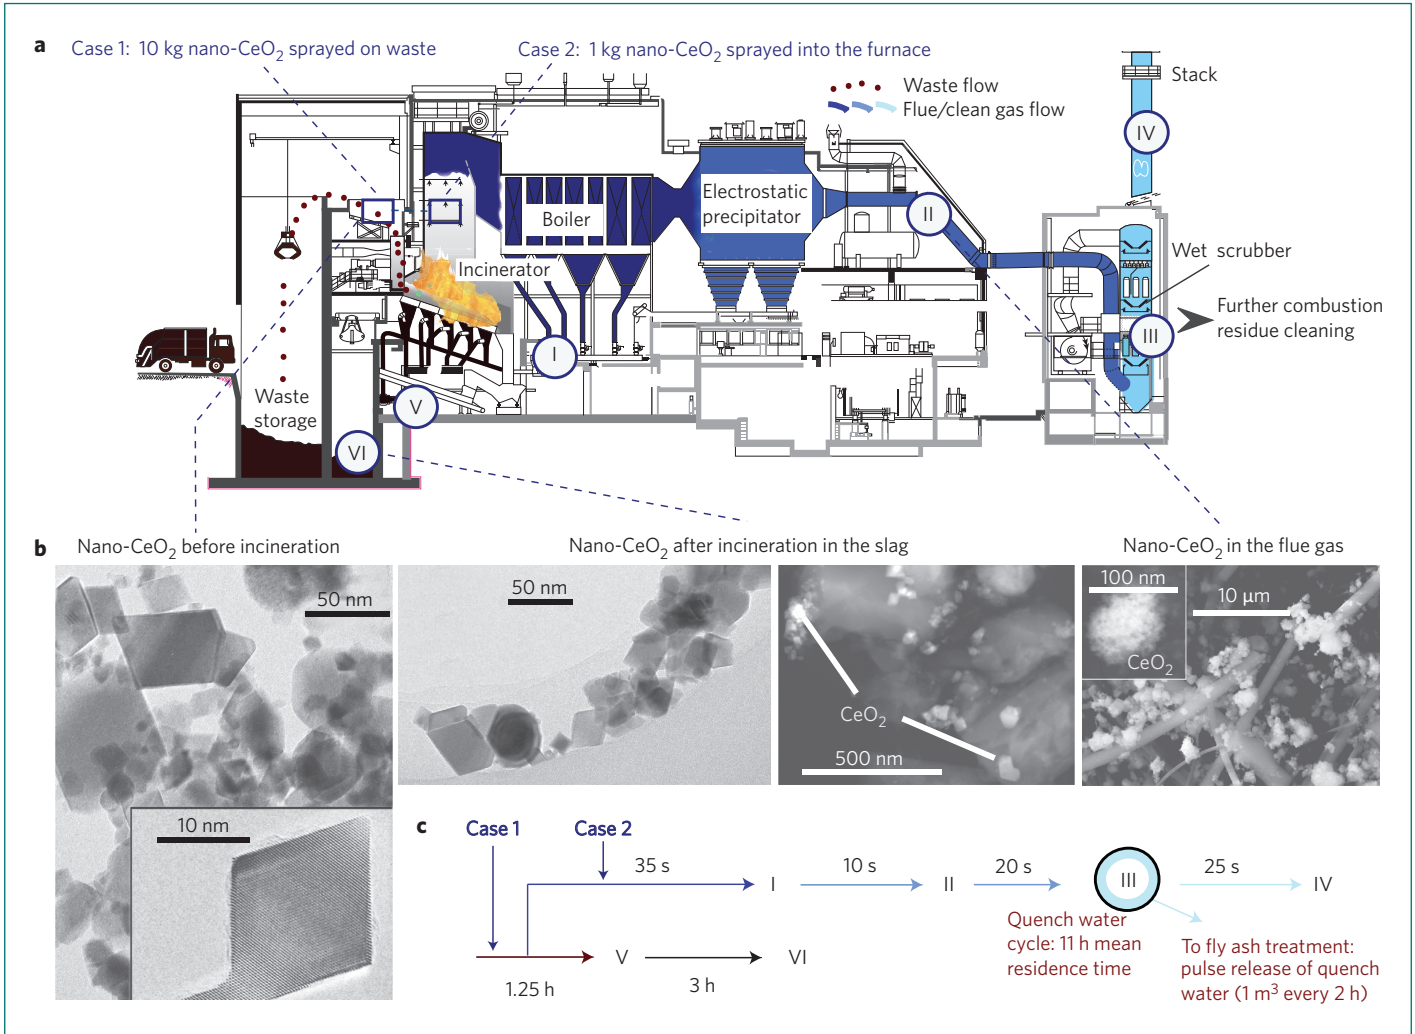 a
Case 1: 10 kg nano-CeO₂ sprayed on waste
Case 2: 1 kg nano-CeO₂ sprayed into the furnace
Waste flow
Flue/clean gas flow
Stack
IV
Electrostatic
precipitator
Boiler
II
Incinerator
Wet scrubber
Further combustion
residue cleaning
III
I
Waste
storage
V
VI
b
Nano-CeO₂ before incineration
Nano-CeO₂ after incineration in the slag
Nano-CeO₂ in the flue gas
50 nm
10 nm
50 nm
CeO₂
500 nm
100 nm
10 µm
CeO₂
c
Case 1
Case 2
35 s
I
10 s
II
20 s
III
25 s
IV
Quench water
cycle: 11 h mean
residence time
To fly ash treatment:
pulse release of quench
water (1 m³ every 2 h)
1.25 h
V
3 h
VI